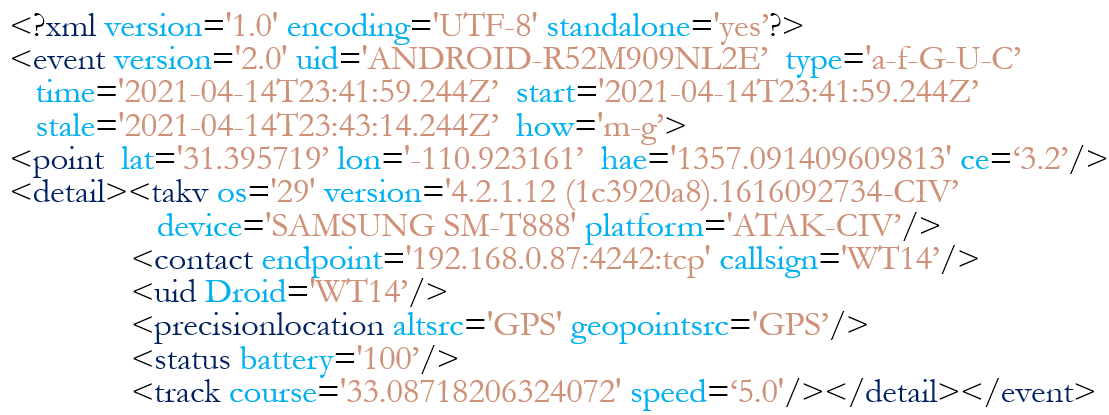 <?xml version='1.0' encoding='UTF-8' standalone='yes’?>
<event version='2.0' uid='ANDROID-R52M909NL2E’ type='a-f-G-U-C’
time='2021-04-14T23:41:59.244Z’ start='2021-04-14T23:41:59.244Z’
stale='2021-04-14T23:43:14.244Z’ how='m-g’>
<point lat='31.395719’ lon='-110.923161’ hae='1357.091409609813' ce=‘3.2’/>
<detail><takv os='29' version='4.2.1.12 (1c3920a8).1616092734-CIV’
device='SAMSUNG SM-T888' platform='ATAK-CIV’/>
<contact endpoint='192.168.0.87:4242:tcp' callsign='WT14’/>
<uid Droid='WT14’/>
<precisionlocation altsrc='GPS' geopointsrc='GPS’/>
<status battery='100’/>
<track course='33.08718206324072' speed=‘5.0'/></detail></event>